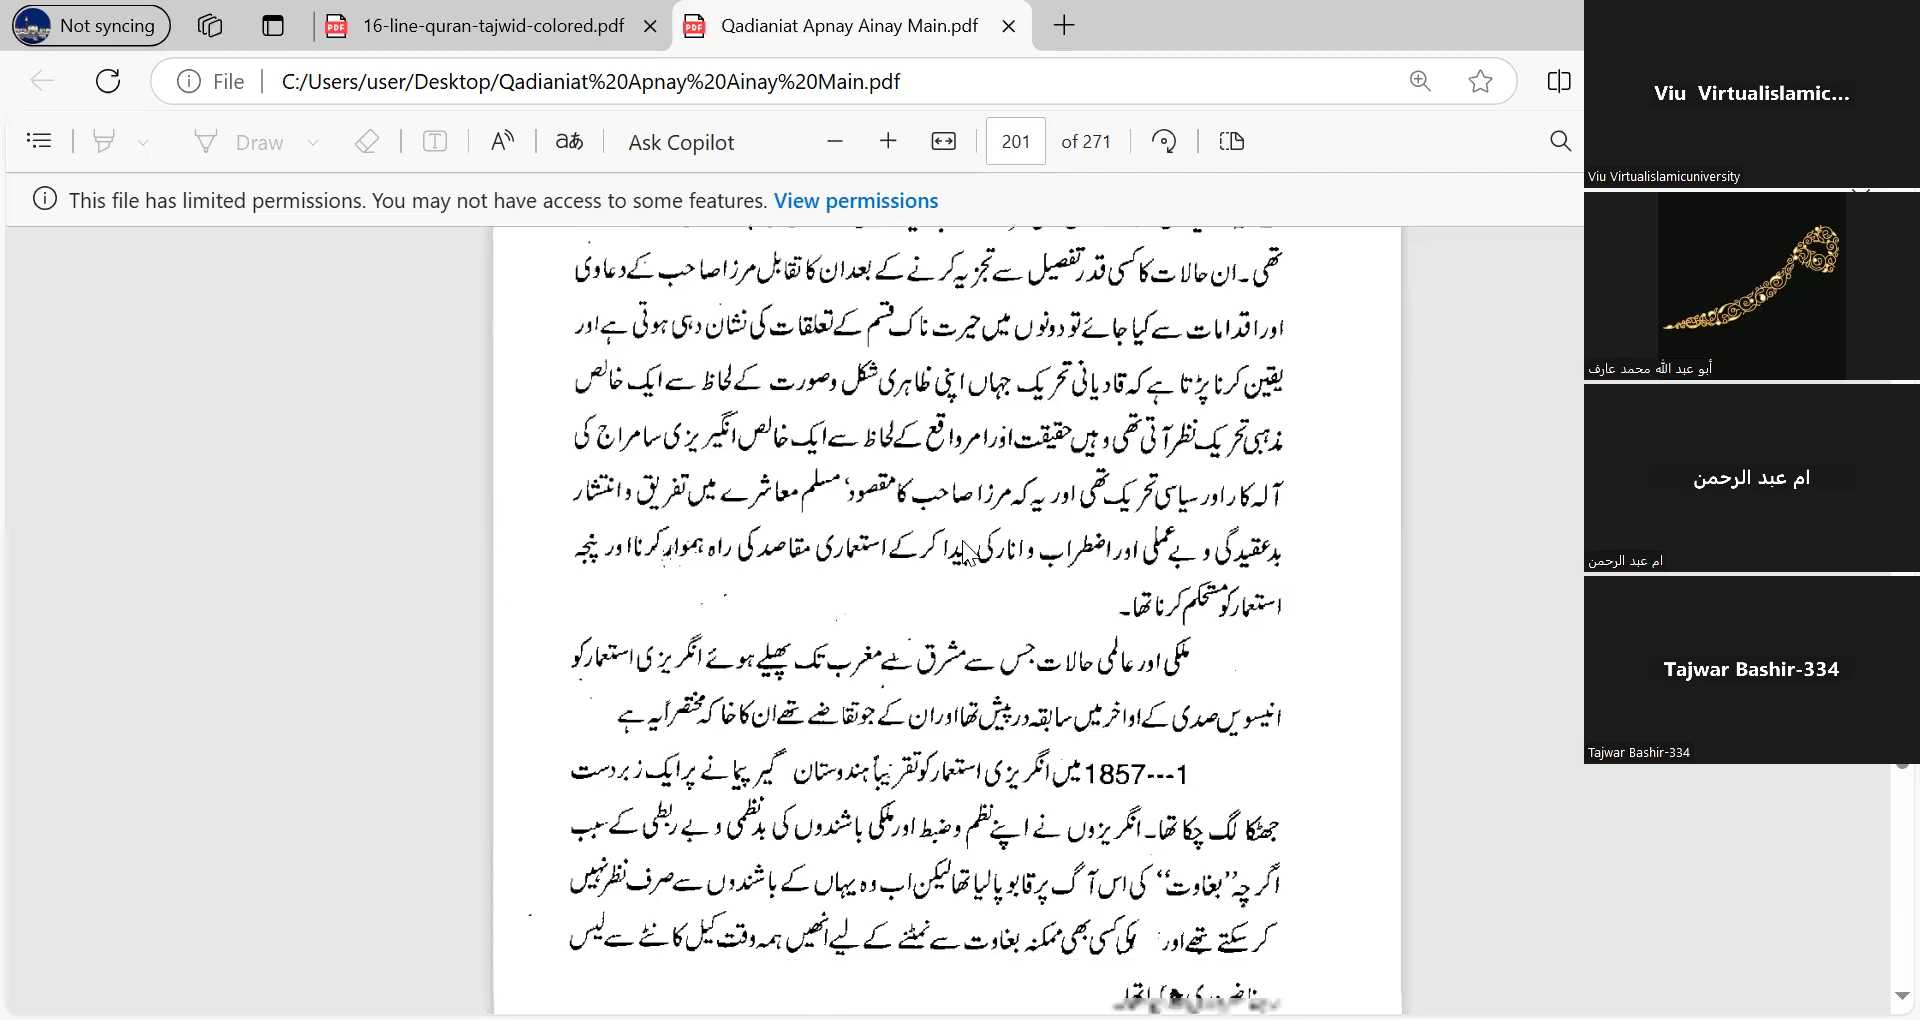 Not syncing
16-line-quran-tajwid-colored.pdf
Qadianiat Apnay Ainay Main.pdf
File
C:/Users/user/Desktop/Qadianiat%20Apnay%20Ainay%20Main.pdf
Draw
Ask Copilot
201
of 271
This file has limited permissions. You may not have access to some features. View permissions
تھی۔ ان حالات کا کسی قدر تفصیل سے تجزیہ کرنے کے بعد ان کا تقابل مرزا صاحب کے دعاوی
اور اقدامات سے کیا جائے تو دونوں میں حیرت ناک قسم کے تعلقات کی نشان دہی ہوتی ہے اور
یقین کرنا پڑتا ہے کہ قادیانی تحریک جہاں اپنی ظاہری شکل وصورت کے لحاظ سے ایک خالص
مذہبی تحریک نظر آتی تھی وہیں حقیقت اور امر واقع کے لحاظ سے ایک خالص انگریزی سامراج کی
آلہ کار اور سیاسی تحریک تھی اور یہ کہ مرزا صاحب کا مقصود، مسلم معاشرے میں تفریق و انتشار
بدعقیدگی و بے عملی اور اضطراب و انارکی پیدا کر کے استعماری مقاصد کی راہ ہموار کرنا اور پنجہ
استعمار کو مستحکم کرنا تھا۔
ملکی اور عالمی حالات جس سے مشرق سے مغرب تک پھیلے ہوئے انگریزی استعمار کو
انیسویں صدی کے اواخر میں سابقہ درپیش تھا اور ان کے جو تقاضے تھے ان کا خاکہ مختصراً یہ ہے
1---1857 میں انگریزی استعمار کو تقریباً ہندوستان گیر پیمانے پر ایک زبردست
جھٹکا لگ چکا تھا۔ انگریزوں نے اپنے نظم وضبط اور ملکی باشندوں کی بدنظمی و بے ربطی کے سبب
اگرچہ ”بغاوت“ کی اس آگ پر قابو پالیا تھا لیکن اب وہ یہاں کے باشندوں سے صرف نظر نہیں
کر سکتے تھے اور کی کسی بھی ممکنہ بغاوت سے نمٹنے کے لیے انھیں ہمہ وقت کیل کانٹے سے لیس
Viu Virtualislamic...
Viu Virtualislamicuniversity
أبو عبد الله محمد عارف
ام عبد الرحمن
ام عبد الرحمن
Tajwar Bashir-334
Tajwar Bashir-334